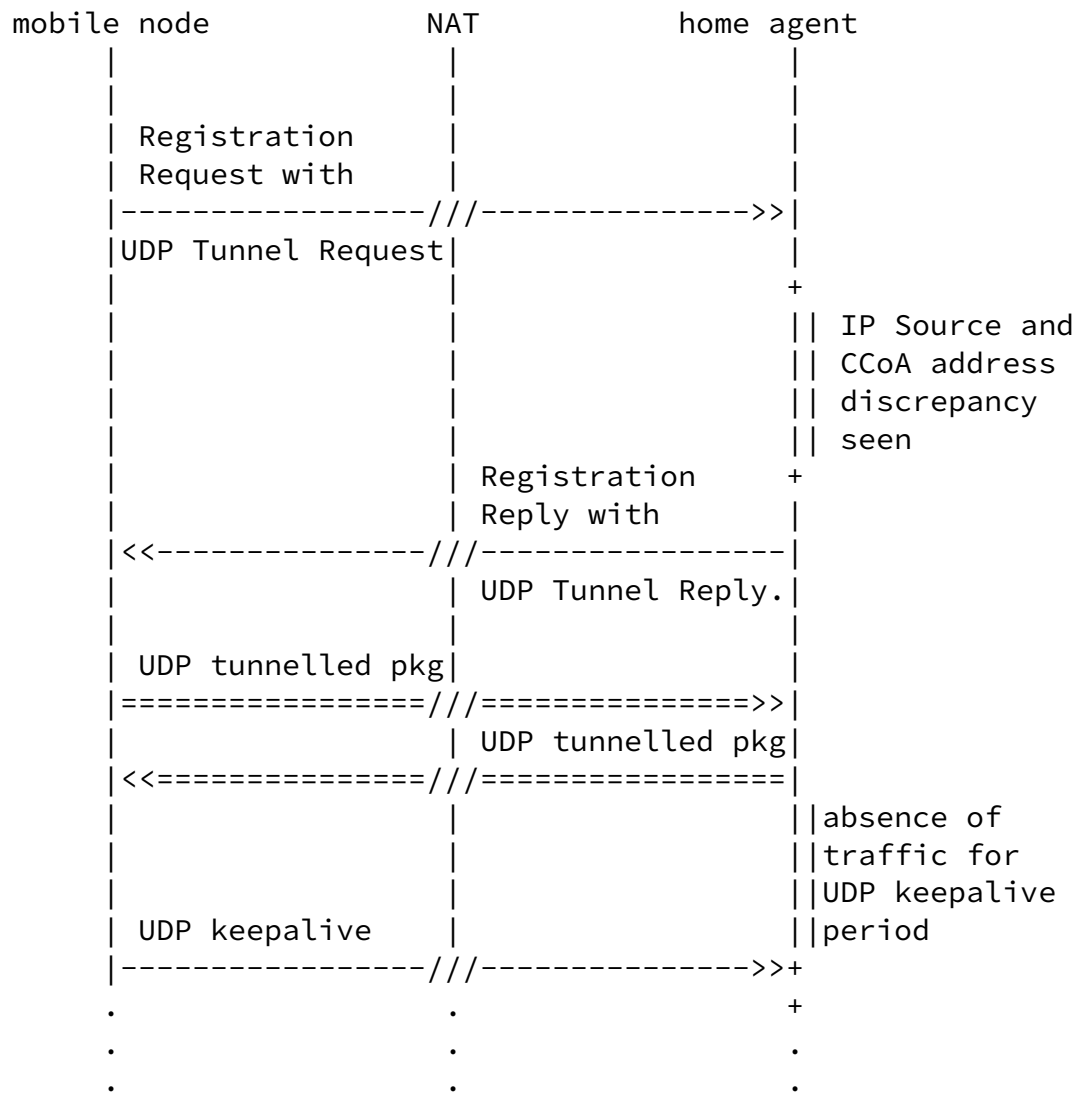 mobile node NAT home agent
Registration
Request with
UDP Tunnel Request
IP Source and
CCoA address
discrepancy
seen
Registration
Reply with
UDP Tunnel Reply.
UDP tunnelled pkg
UDP tunnelled pkg
absence of
traffic for
UDP keepalive
UDP keepalive period